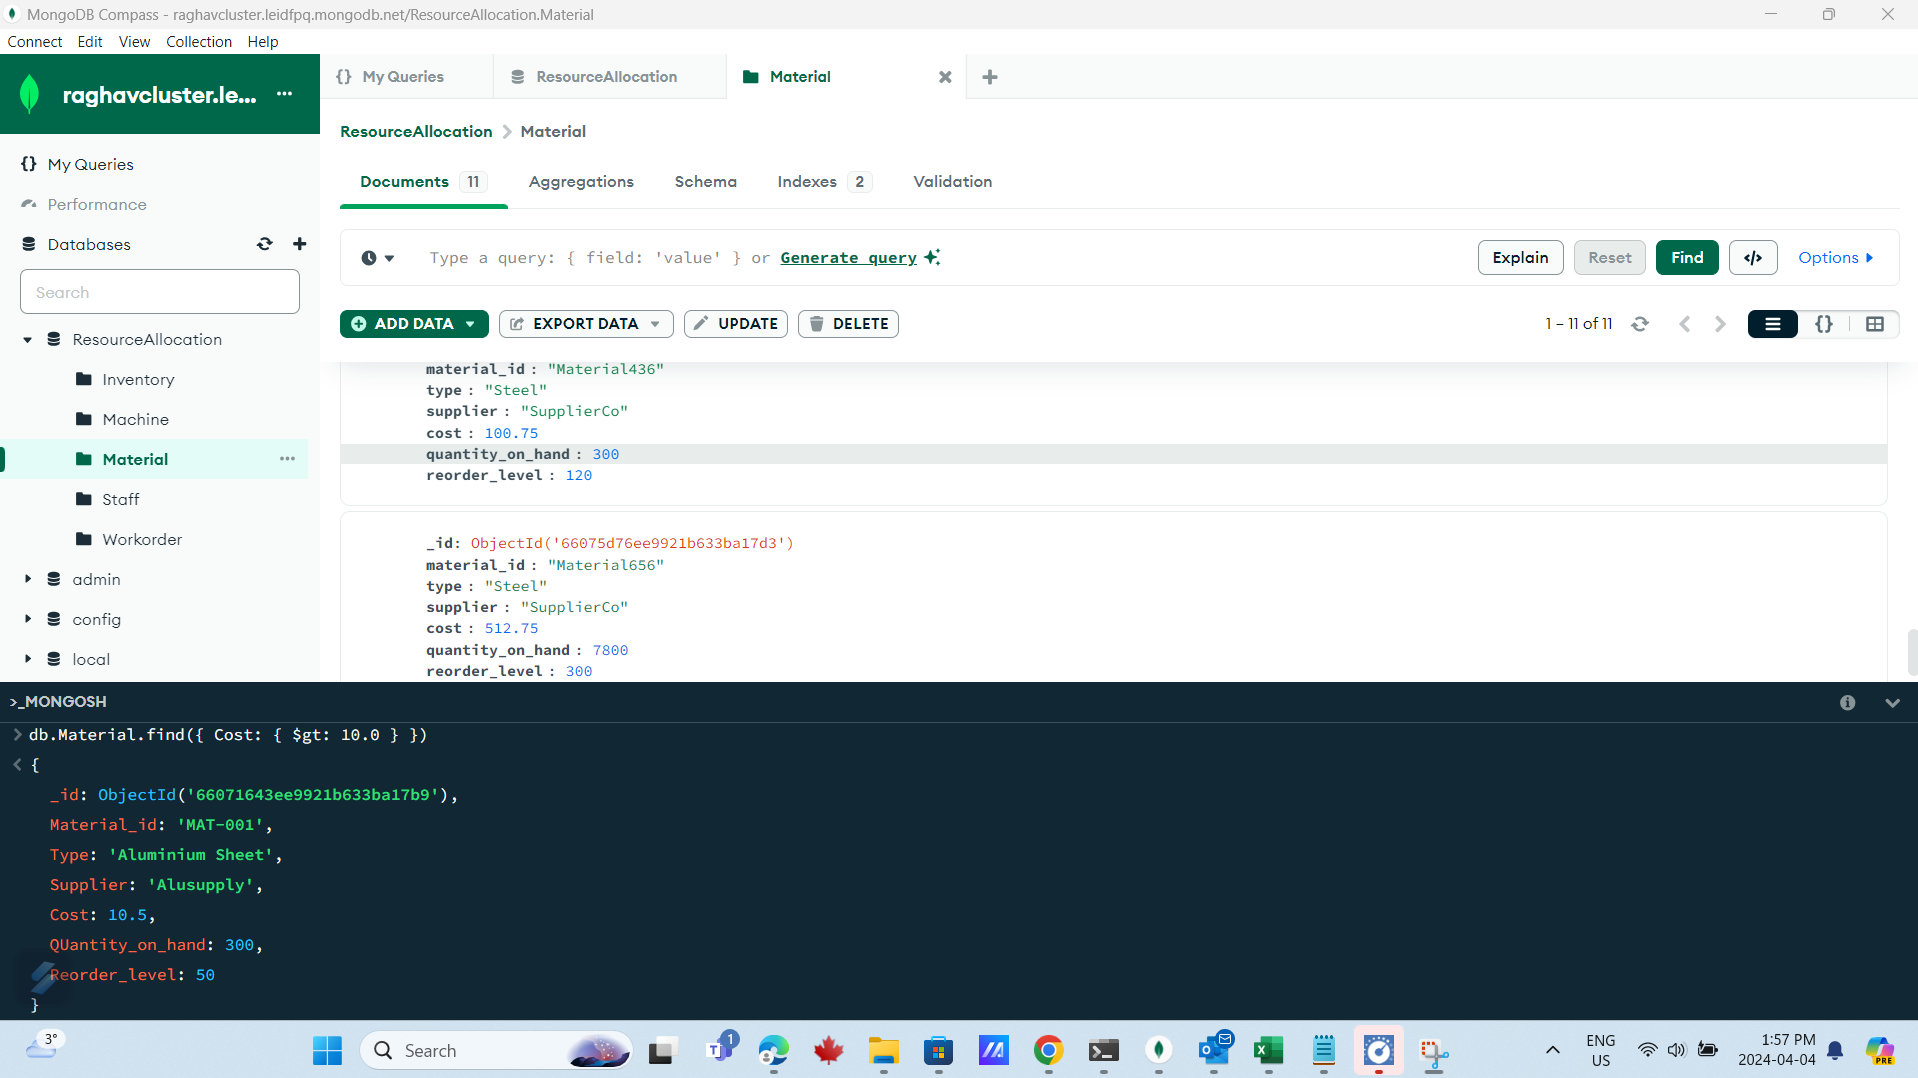 MongoDB Compass - raghavcluster.leidfpq.mongodb.net/ResourceAllocation.Material
Connect Edit View Collection Help
raghavcluster.le... ...
{} My Queries
Performance
Databases
Search
ResourceAllocation
Inventory
Machine
Material ...
Staff
Workorder
admin
config
local
{} My Queries ResourceAllocation Material
ResourceAllocation > Material
Documents 11 Aggregations Schema Indexes 2 Validation
Type a query: { field: 'value' } or Generate query Explain Reset Find </> Options
ADD DATA EXPORT DATA UPDATE DELETE 1 – 11 of 11 {}
material_id : "Material436"
type : "Steel"
supplier : "SupplierCo"
cost : 100.75
quantity_on_hand : 300
reorder_level : 120
_id: ObjectId('66075d76ee9921b633ba17d3')
material_id : "Material656"
type : "Steel"
supplier : "SupplierCo"
cost : 512.75
quantity_on_hand : 7800
reorder_level : 300
>_MONGOSH
> db.Material.find({ Cost: { $gt: 10.0 } })
< {
_id: ObjectId('66071643ee9921b633ba17b9'),
Material_id: 'MAT-001',
Type: 'Aluminium Sheet',
Supplier: 'Alusupply',
Cost: 10.5,
QUantity_on_hand: 300,
Reorder_level: 50
}
3°
Search
1
ENG
US
1:57 PM
2024-04-04
PRE